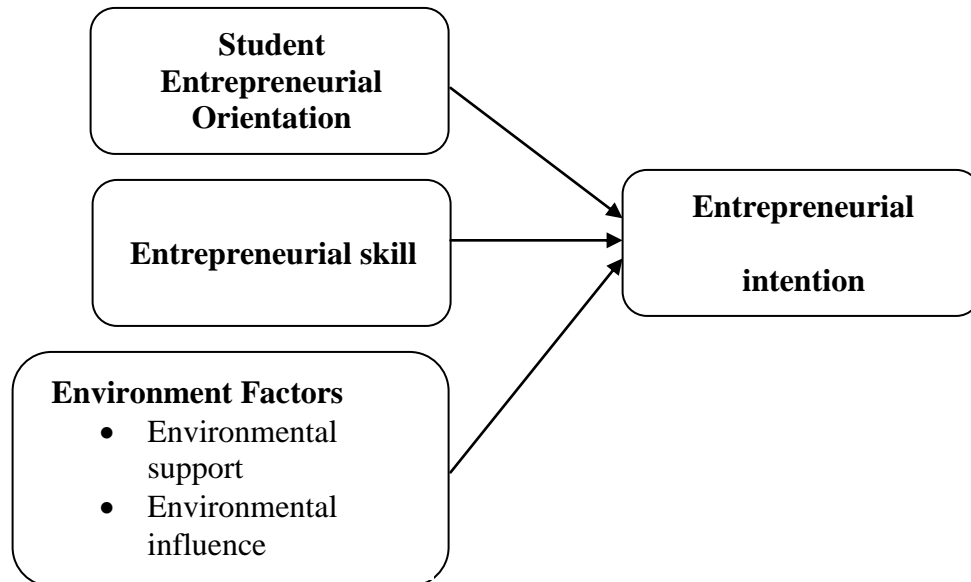 Student
Entrepreneurial
Orientation
Entrepreneurial skill
Environment Factors
• Environmental
support
• Environmental
influence
Entrepreneurial
intention